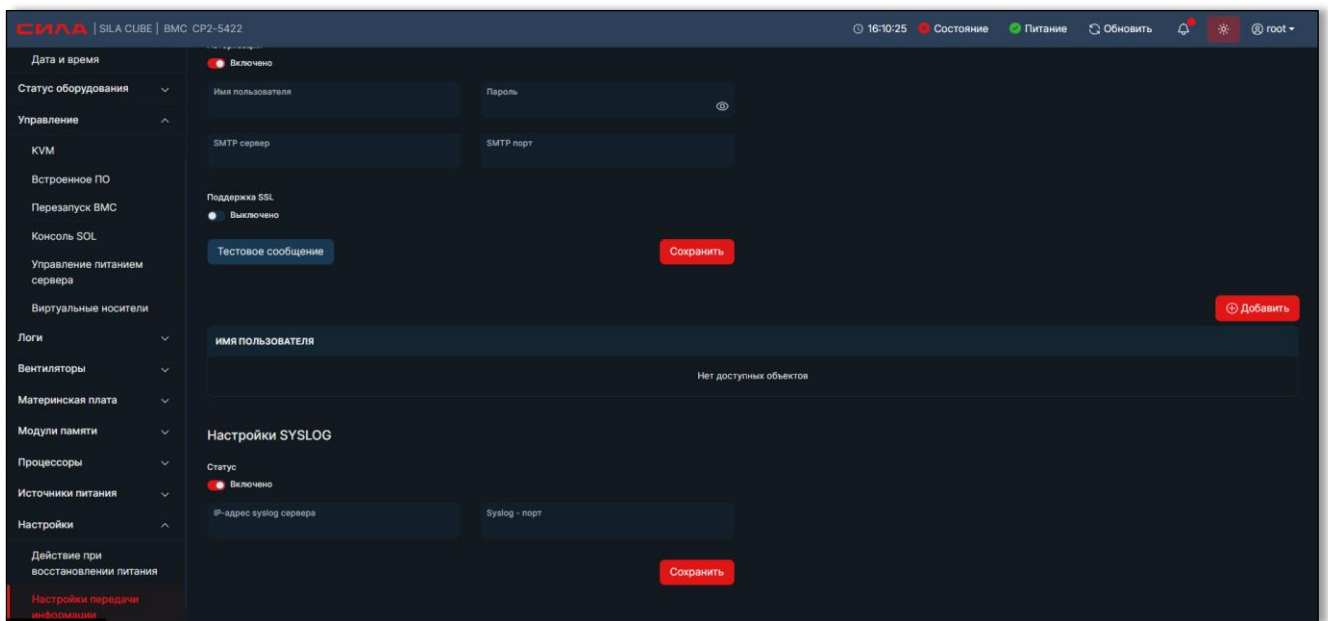 СИЛА | SILA CUBE | BMC CP2-5422
16:10:25 Состояние Питание Обновить root
Дата и время
Статус оборудования
Управление
KVM
Встроенное ПО
Перезапуск BMC
Консоль SOL
Управление питанием
сервера
Виртуальные носители
Логи
Вентиляторы
Материнская плата
Модули памяти
Процессоры
Источники питания
Настройки
Действие при
восстановлении питания
Настройки передачи
информации
Включено
Имя пользователя
Пароль
SMTP сервер
SMTP порт
Поддержка SSL
Выключено
Тестовое сообщение
Сохранить
Добавить
ИМЯ ПОЛЬЗОВАТЕЛЯ
Нет доступных объектов
Настройки SYSLOG
Статус
Включено
IP-адрес syslog сервера
Syslog - порт
Сохранить